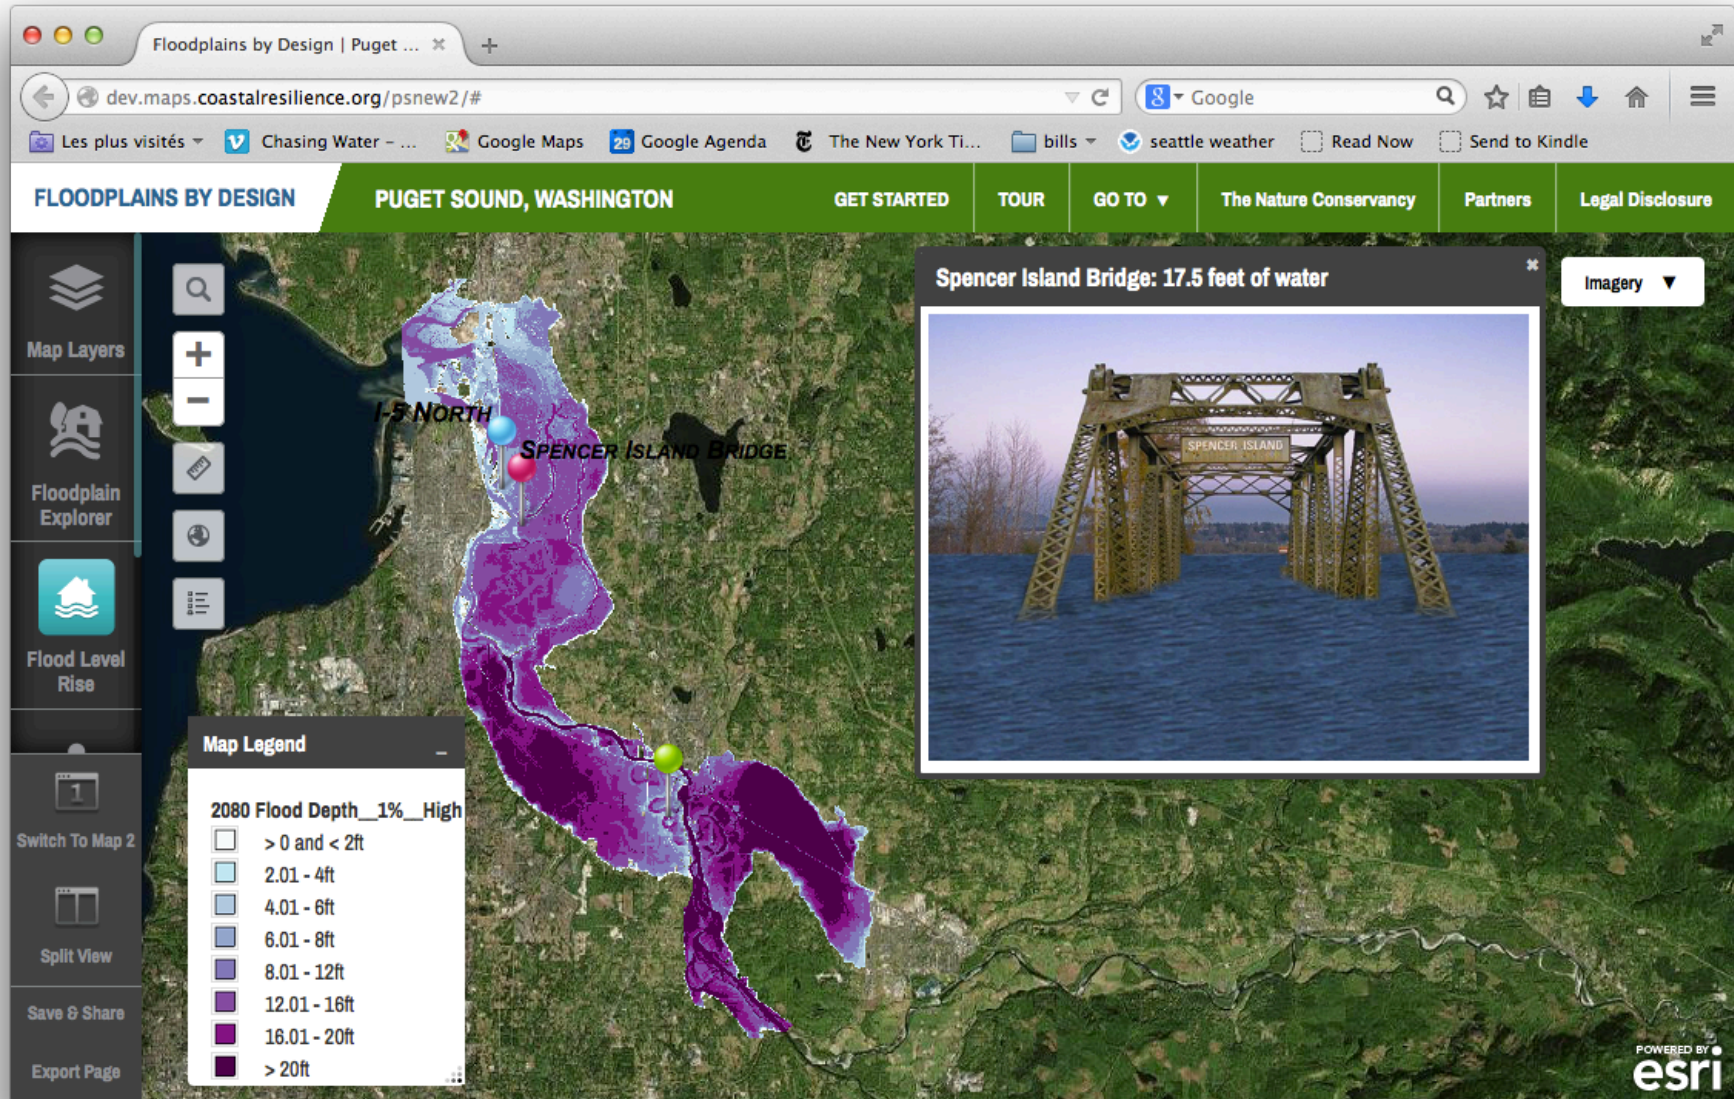 Floodplains by Design | Puget ...
dev.maps.coastalresilience.org/psnew2/#
Google
Les plus visités
Chasing Water – ...
Google Maps
29
Google Agenda
The New York Ti...
bills
seattle weather
Read Now
Send to Kindle
FLOODPLAINS BY DESIGN
PUGET SOUND, WASHINGTON
GET STARTED
TOUR
GO TO ▼
The Nature Conservancy
Partners
Legal Disclosure
Map Layers
Floodplain
Explorer
Flood Level
Rise
1
Switch To Map 2
Split View
Save & Share
Export Page
I-5 NORTH
SPENCER ISLAND BRIDGE
Spencer Island Bridge: 17.5 feet of water
SPENCER ISLAND
Imagery ▼
Map Legend
2080 Flood Depth__1%__High
> 0 and < 2ft
2.01 - 4ft
4.01 - 6ft
6.01 - 8ft
8.01 - 12ft
12.01 - 16ft
16.01 - 20ft
> 20ft
POWERED BY
esri